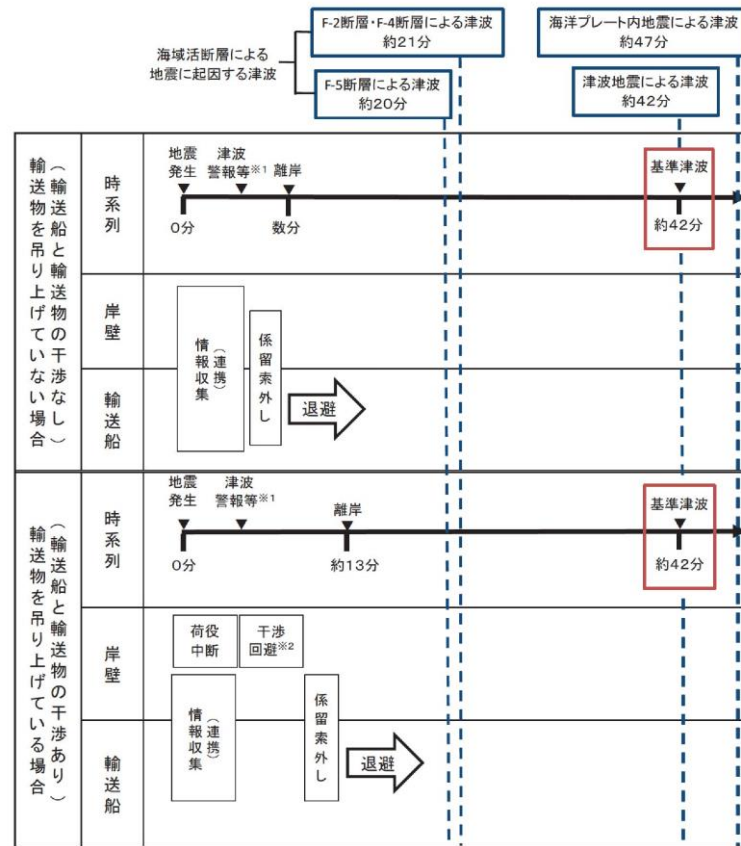 海域活断層による
地震に起因する津波
F-2断層・F-4断層による津波
約21分
F-5断層による津波
約20分
海洋プレート内地震による津波
約47分
津波地震による津波
約42分
輸送物を吊り上げていない場合
(輸送船と輸送物の干渉なし)
時系列
地震
発生
津波
警報等※1
離岸
基準津波
0分
数分
約42分
岸壁
輸送船
情報収集
(連携)
係留索外し
退避
輸送物を吊り上げている場合
(輸送船と輸送物の干渉あり)
時系列
地震
発生
津波
警報等※1
離岸
基準津波
0分
約13分
約42分
岸壁
荷役
中断
干渉
回避※2
輸送船
情報収集
(連携)
係留索外し
退避